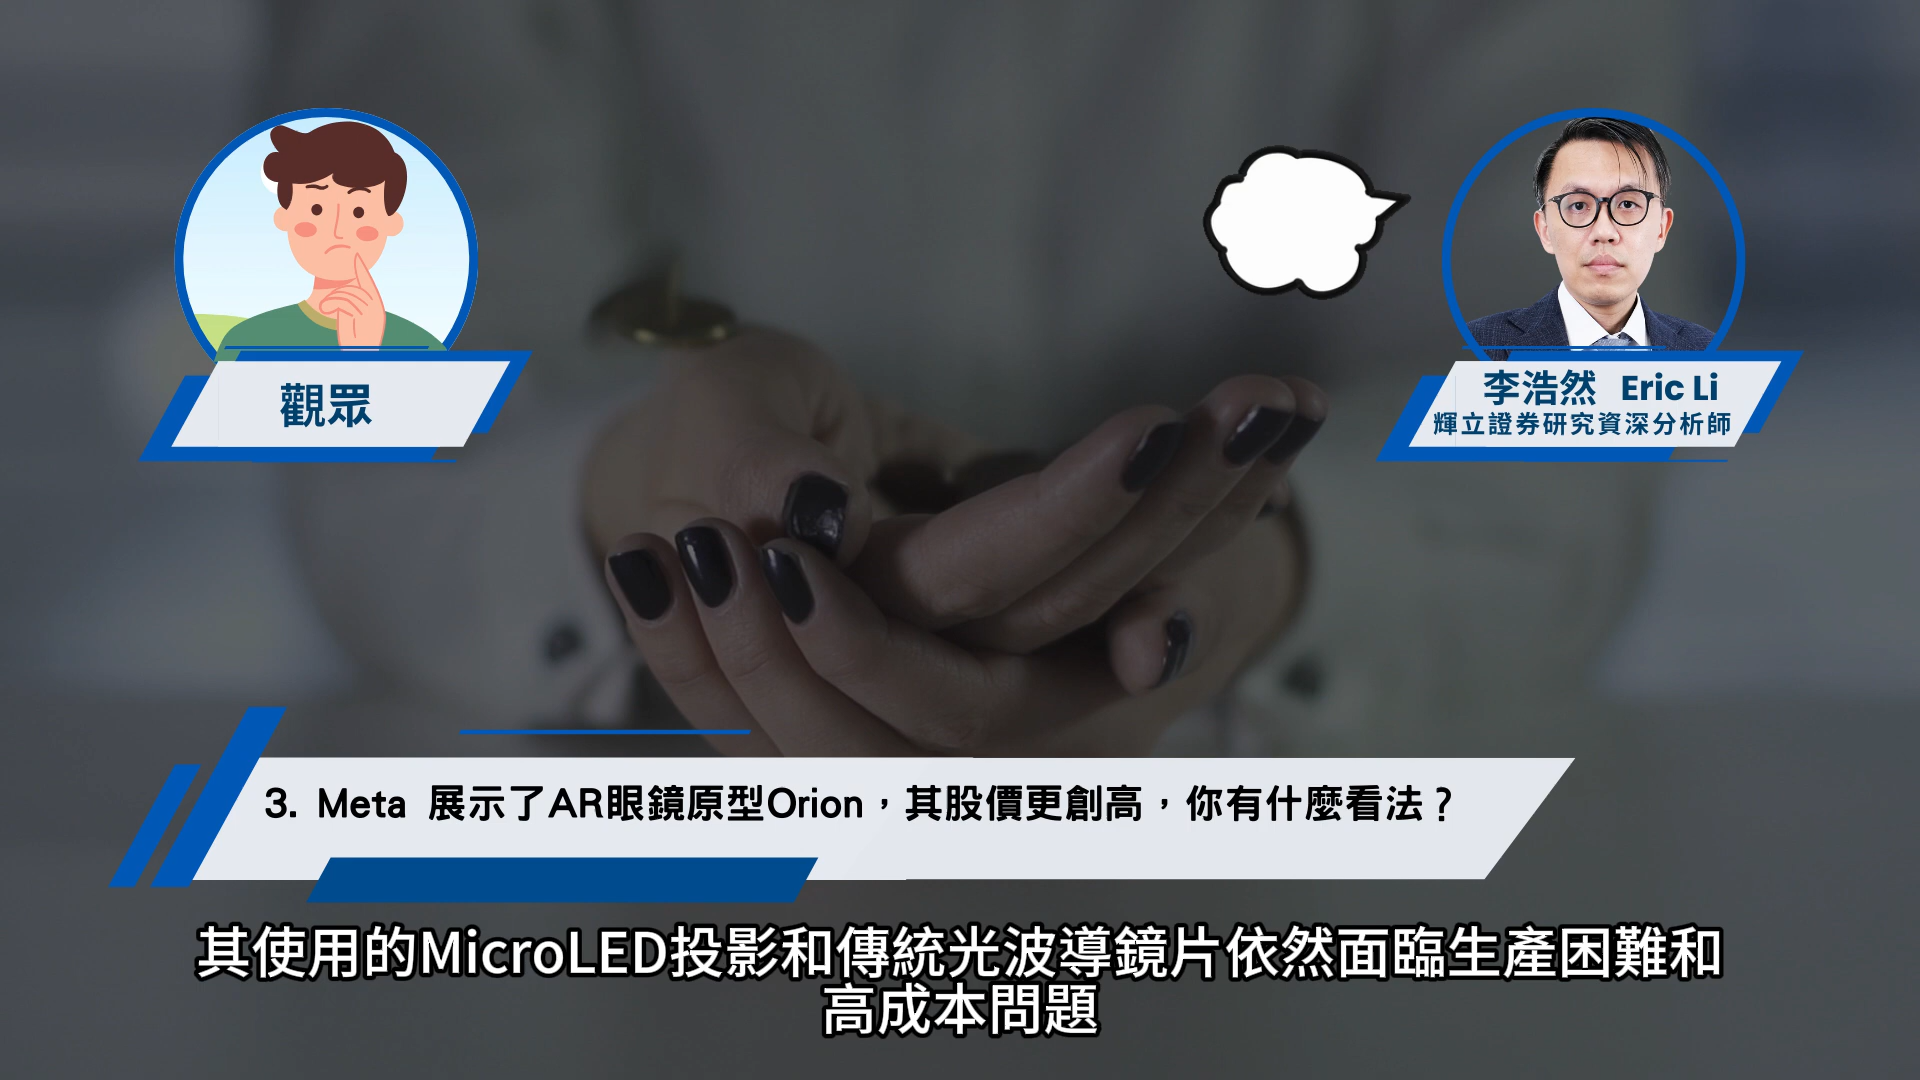 觀眾
李浩然 Eric Li
輝立證券研究資深分析師
3. Meta 展示了AR眼鏡原型Orion，其股價更創高，你有什麼看法？
其使用的MicroLED投影和傳統光波導鏡片依然面臨生產困難和
高成本問題